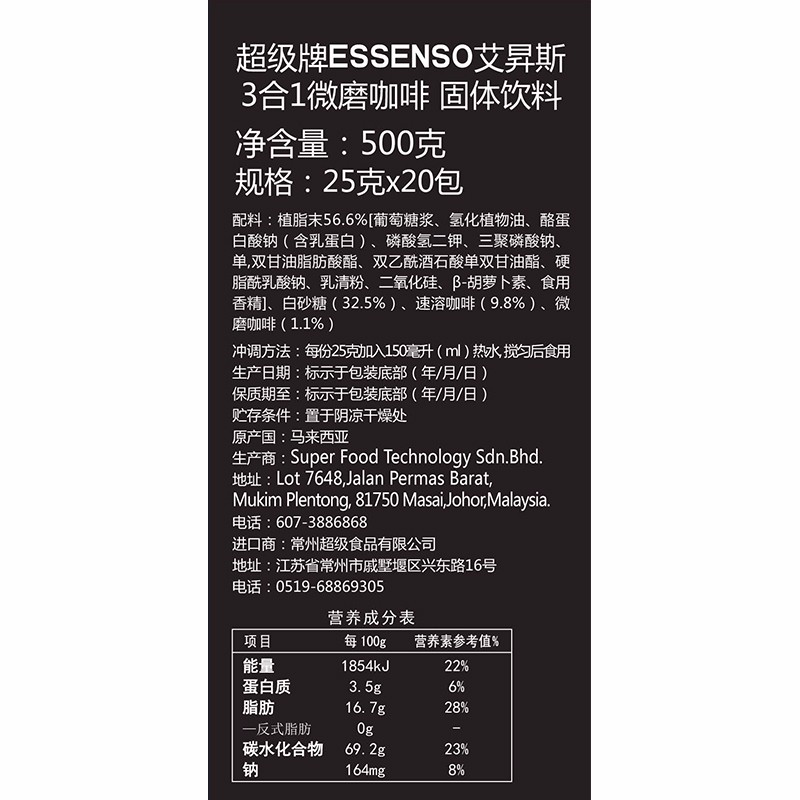 超级牌ESSENSO艾昇斯
3合1微磨咖啡 固体饮料
净含量：500克
规格：25克x20包
配料：植脂末56.6%[葡萄糖浆、氢化植物油、酪蛋
白酸钠（含乳蛋白）、磷酸氢二钾、三聚磷酸钠、
单,双甘油脂肪酸酯、双乙酰酒石酸单双甘油酯、硬
脂酰乳酸钠、乳清粉、二氧化硅、β-胡萝卜素、食用
香精]、白砂糖（32.5%）、速溶咖啡（9.8%）、微
磨咖啡（1.1%）
冲调方法：每份25克加入150毫升（ml）热水,搅匀后食用
生产日期：标示于包装底部（年/月/日）
保质期至：标示于包装底部（年/月/日）
贮存条件：置于阴凉干燥处
原产国：马来西亚
生产商：Super Food Technology Sdn.Bhd.
地址：Lot 7648,Jalan Permas Barat,
Mukim Plentong, 81750 Masai,Johor,Malaysia.
电话：607-3886868
进口商：常州超级食品有限公司
地址：江苏省常州市戚墅堰区兴东路16号
电话：0519-68869305
营养成分表
项目 每100g 营养素参考值%
能量 1854kJ 22%
蛋白质 3.5g 6%
脂肪 16.7g 28%
—反式脂肪 0g –
碳水化合物 69.2g 23%
钠 164mg 8%